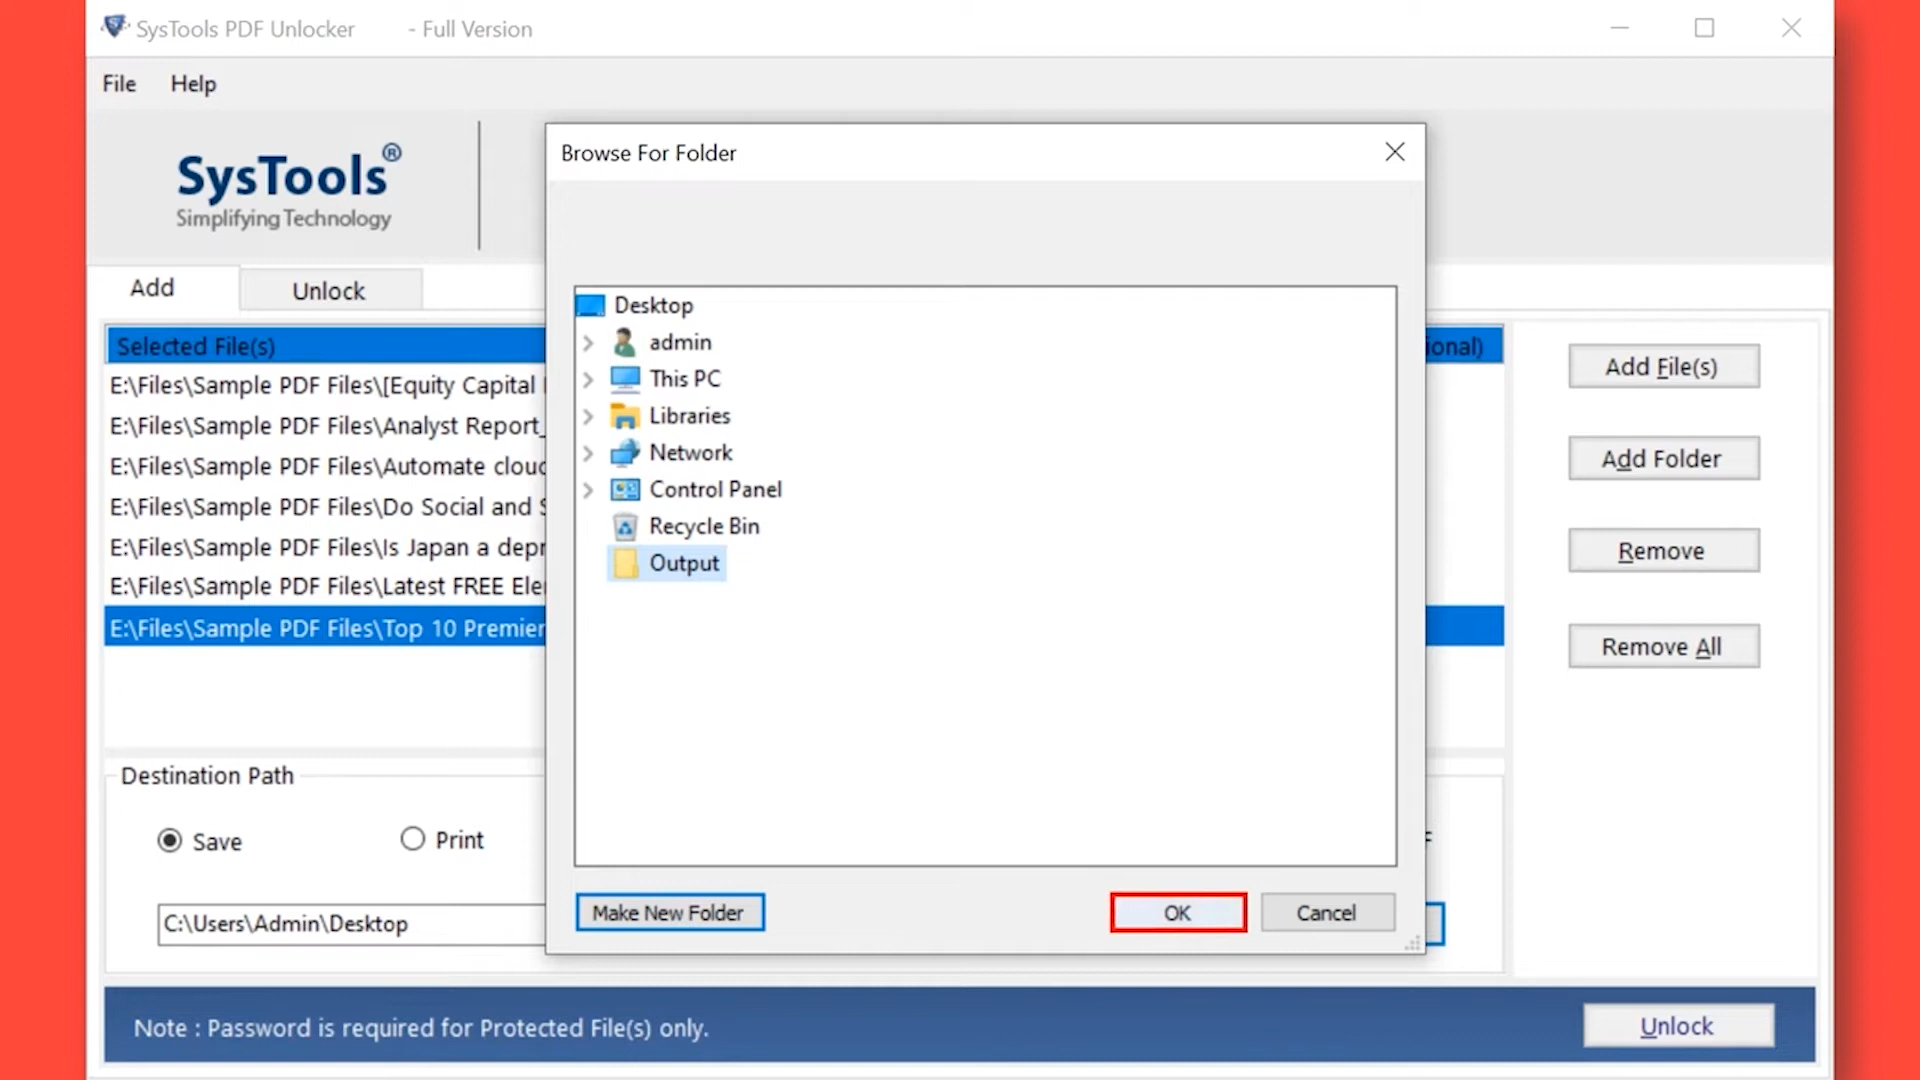 SysTools PDF Unlocker - Full Version
File Help
SysTools®
Simplifying Technology
Browse For Folder
Desktop
admin
This PC
Libraries
Network
Control Panel
Recycle Bin
Output
Make New Folder OK Cancel
Add Unlock
Selected File(s) ional)
E:\Files\Sample PDF Files\[Equity Capital
E:\Files\Sample PDF Files\Analyst Report_
E:\Files\Sample PDF Files\Automate cloud
E:\Files\Sample PDF Files\Do Social and S
E:\Files\Sample PDF Files\Is Japan a depr
E:\Files\Sample PDF Files\Latest FREE Ele
E:\Files\Sample PDF Files\Top 10 Premier
Add File(s)
Add Folder
Remove
Remove All
Destination Path
Save Print
C:\Users\Admin\Desktop
Note : Password is required for Protected File(s) only.
Unlock